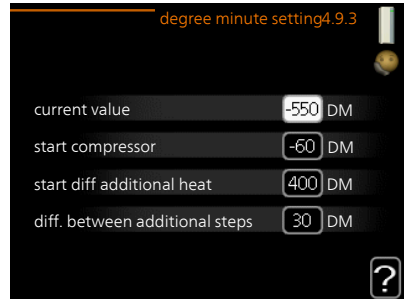 degree minute setting4.9.3
current value -550 DM
start compressor -60 DM
start diff additional heat 400 DM
diff. between additional steps 30 DM
?